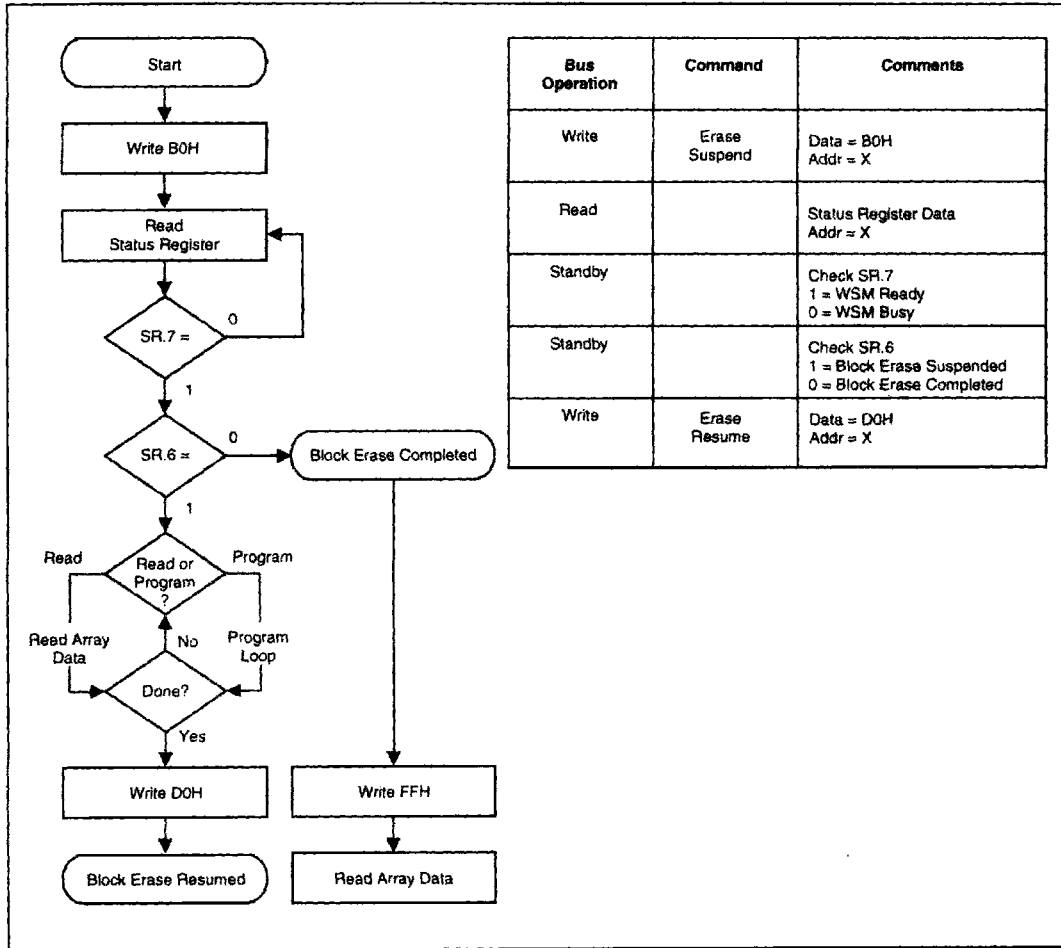 Start
Write B0H
Read
Status Register
0
SR.7 =
1
0
SR.6 =
Block Erase Completed
1
Read
Read or
Program
?
Program
Read Array
Data
No
Program
Loop
Done?
Yes
Write D0H
Write FFH
Block Erase Resumed
Read Array Data
Bus
Operation
Command
Comments
Write
Erase
Suspend
Data = B0H
Addr = X
Read
Status Register Data
Addr = X
Standby
Check SR.7
1 = WSM Ready
0 = WSM Busy
Standby
Check SR.6
1 = Block Erase Suspended
0 = Block Erase Completed
Write
Erase
Resume
Data = D0H
Addr = X